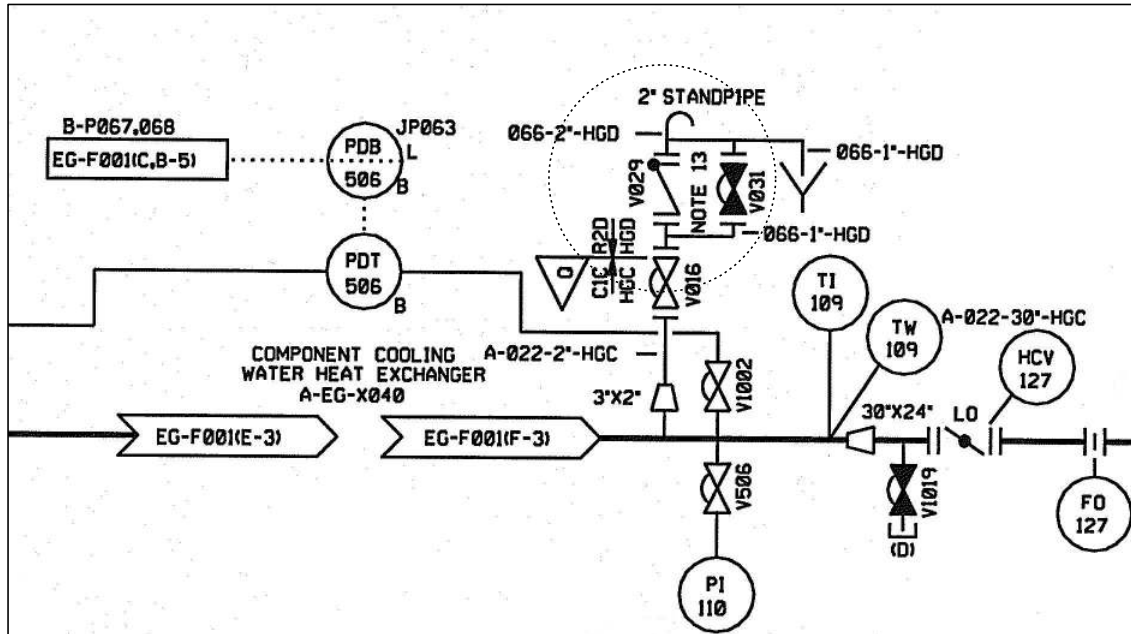 2" STANDPIPE
B-P067,068
EG-F001(C,B-5)
JP063
PDB
506
L
B
066-2"-HGD
066-1"-HGD
V029
NOTE 13
V031
066-1"-HGD
PDT
506
B
Q
C1C R2D
HGC HGD
V016
TI
109
TW
109
A-022-30"-HGC
HCV
127
A-022-2"-HGC
COMPONENT COOLING
WATER HEAT EXCHANGER
A-EG-X040
3"X2"
V1002
30"X24"
LO
EG-F001(E-3)
EG-F001(F-3)
V506
V1019
(D)
FO
127
PI
110